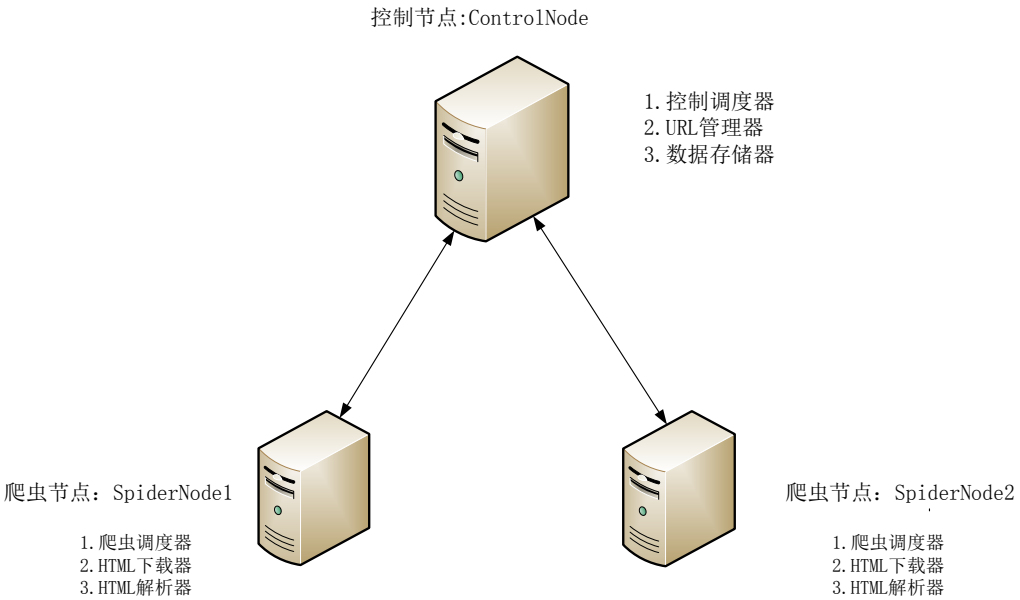 控制节点:ControlNode
1.控制调度器
2.URL管理器
3.数据存储器
爬虫节点：SpiderNode1
1.爬虫调度器
2.HTML下载器
3.HTML解析器
爬虫节点：SpiderNode2
1.爬虫调度器
2.HTML下载器
3.HTML解析器